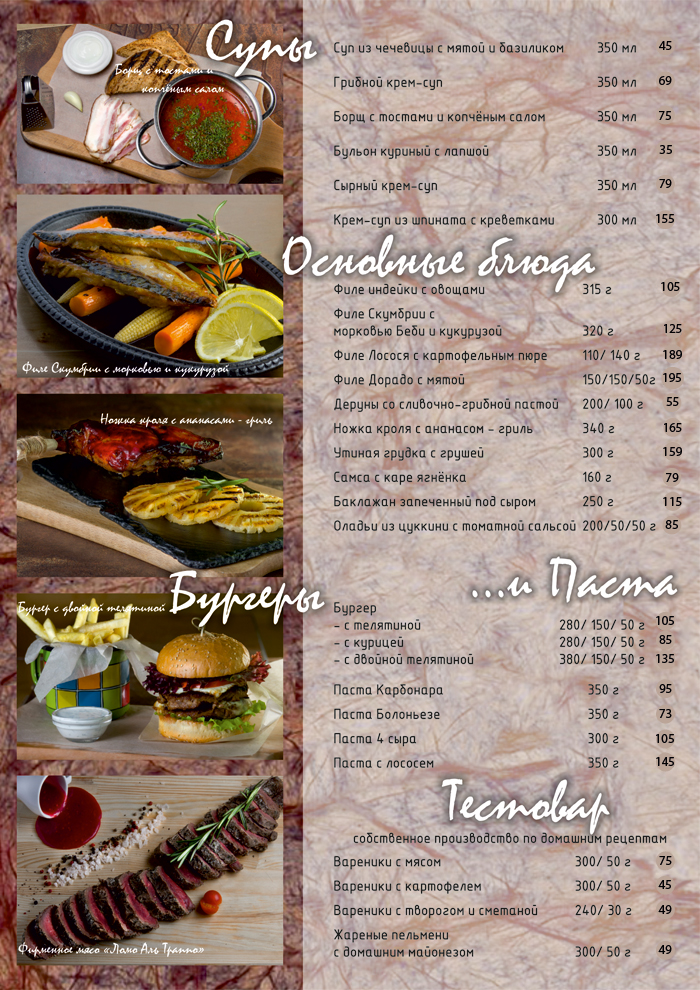 Супы
Борщ с тостами и
копчёным салом
Суп из чечевицы с мятой и базиликом 350 мл 45
Грибной крем-суп 350 мл 69
Борщ с тостами и копчёным салом 350 мл 75
Бульон куриный с лапшой 350 мл 35
Сырный крем-суп 350 мл 79
Крем-суп из шпината с креветками 300 мл 155
Основные блюда
Филе индейки с овощами 315 г 105
Филе Скумбрии с
морковью Беби и кукурузой 320 г 125
Филе Лосося с картофельным пюре 110/ 140 г 189
Филе Дорадо с мятой 150/150/50г 195
Деруны со сливочно-грибной пастой 200/ 100 г 55
Ножка кроля с ананасом - гриль 340 г 165
Утиная грудка с грушей 300 г 159
Самса с каре ягнёнка 160 г 79
Баклажан запеченный под сыром 250 г 115
Оладьи из цуккини с томатной сальсой 200/50/50 г 85
Филе Скумбрии с морковью и кукурузой
Ножка кроля с ананасами - гриль
Бургеры
...и Паста
Бургер с двойной телятиной
Бургер
- с телятиной 280/ 150/ 50 г 105
- с курицей 280/ 150/ 50 г 85
- с двойной телятиной 380/ 150/ 50 г 135
Паста Карбонара 350 г 95
Паста Болоньезе 350 г 73
Паста 4 сыра 300 г 105
Паста с лососем 350 г 145
Тестовар
собственное производство по домашним рецептам
Вареники с мясом 300/ 50 г 75
Вареники с картофелем 300/ 50 г 45
Вареники с творогом и сметаной 240/ 30 г 49
Жареные пельмени
с домашним майонезом 300/ 50 г 49
Фирменное мясо «Ломо Аль Траппо»